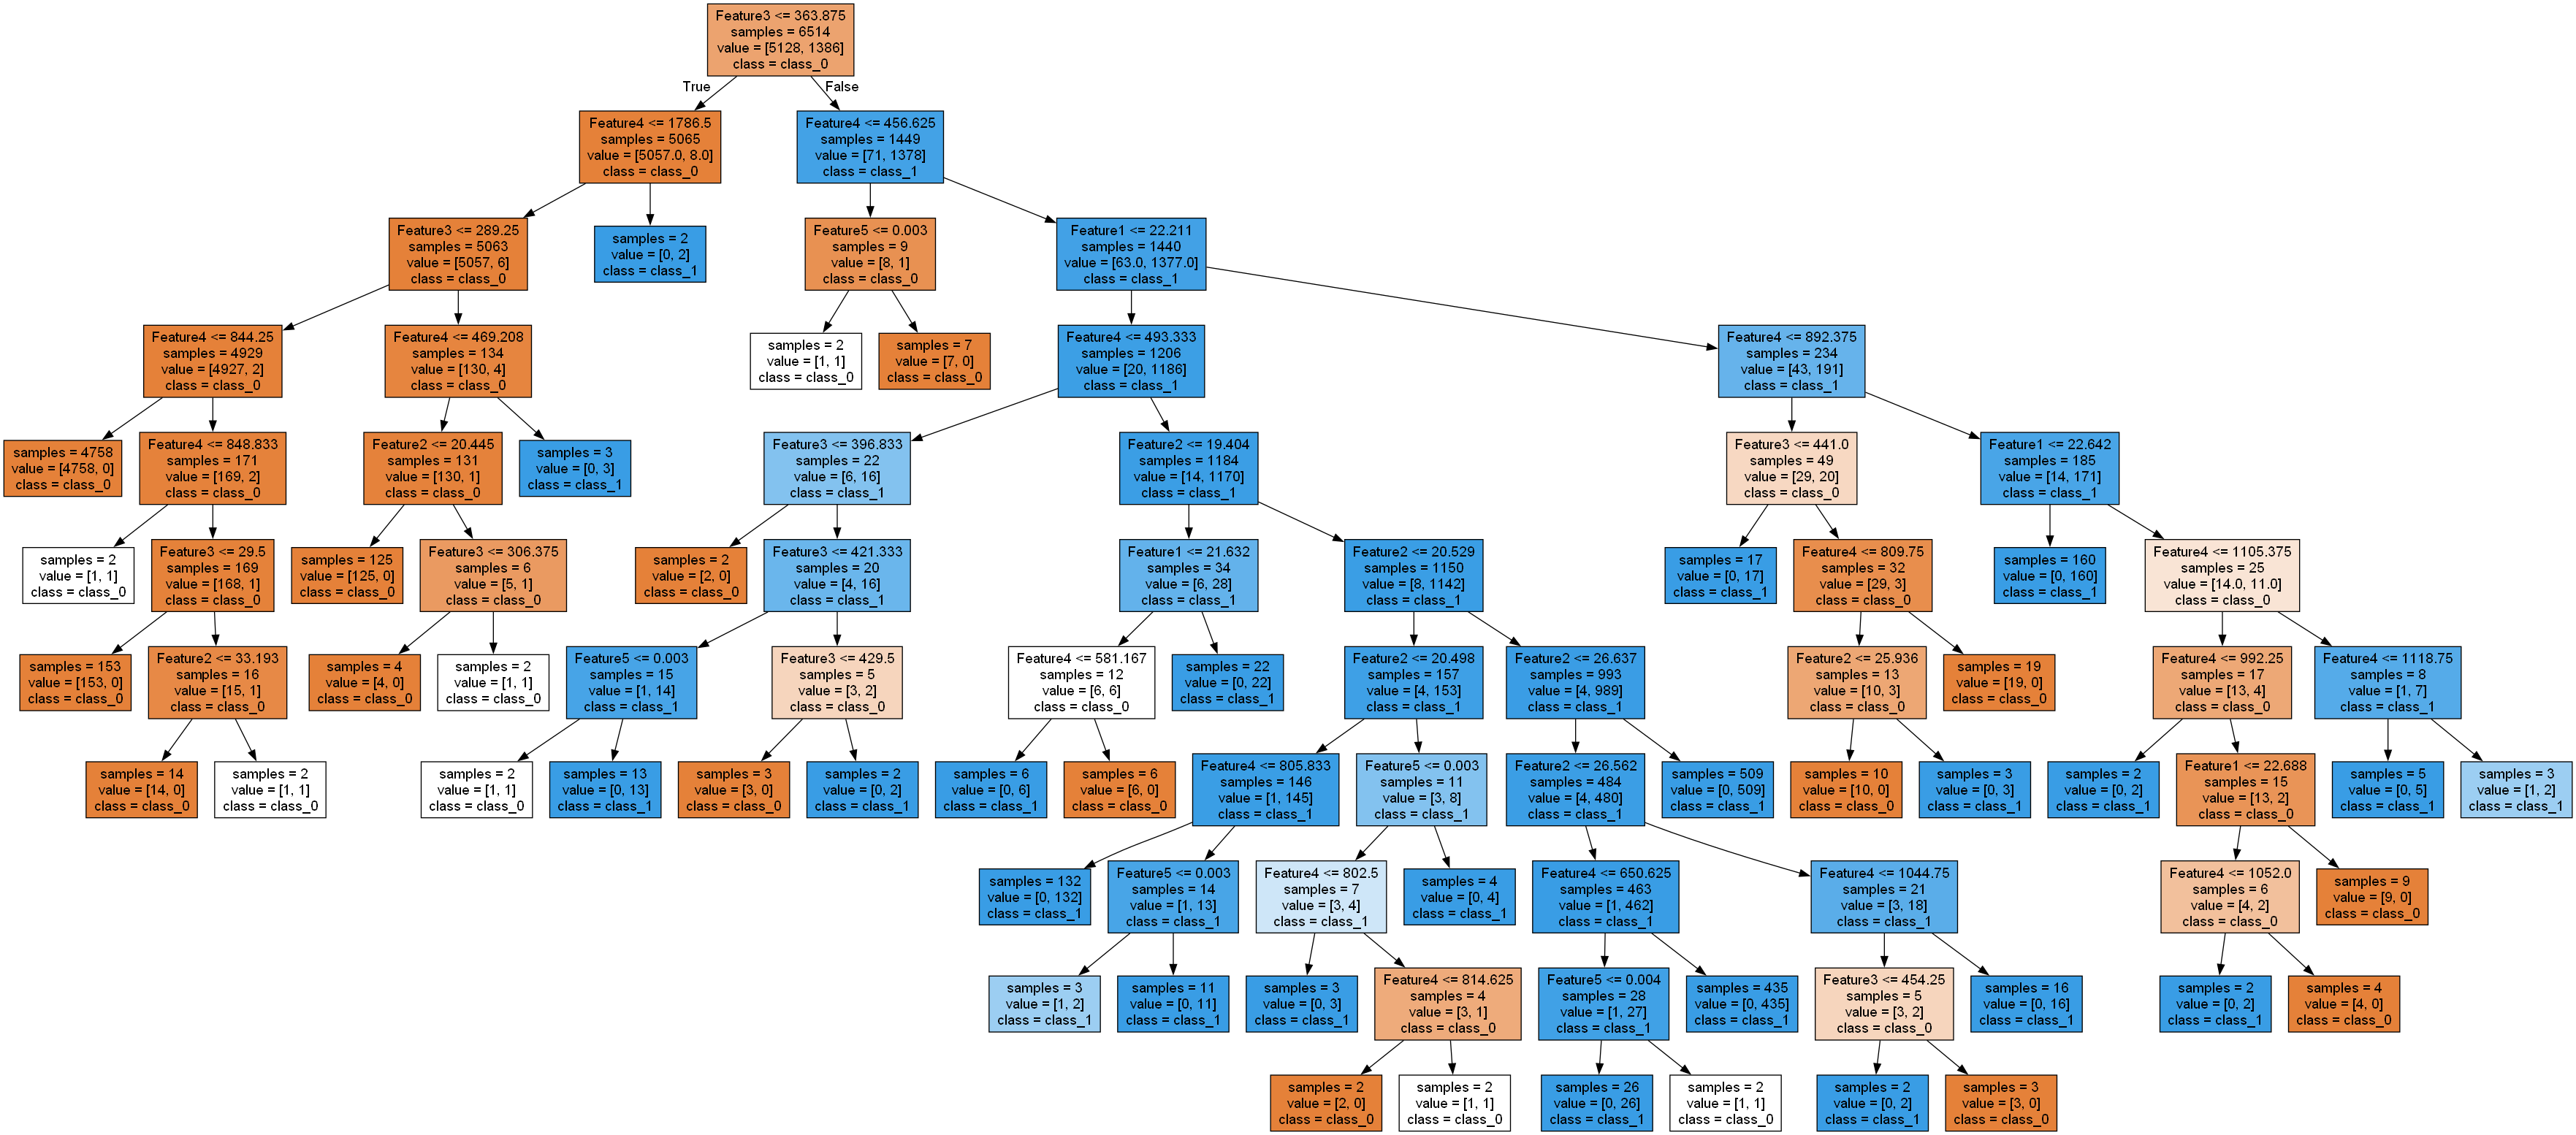 Feature3 <= 363.875
samples = 6514
value = [5128, 1386]
class = class_0
True
False
Feature4 <= 1786.5
samples = 5065
value = [5057.0, 8.0]
class = class_0
Feature4 <= 456.625
samples = 1449
value = [71, 1378]
class = class_1
Feature3 <= 289.25
samples = 5063
value = [5057, 6]
class = class_0
samples = 2
value = [0, 2]
class = class_1
Feature5 <= 0.003
samples = 9
value = [8, 1]
class = class_0
Feature1 <= 22.211
samples = 1440
value = [63.0, 1377.0]
class = class_1
Feature4 <= 844.25
samples = 4929
value = [4927, 2]
class = class_0
Feature4 <= 469.208
samples = 134
value = [130, 4]
class = class_0
samples = 2
value = [1, 1]
class = class_0
samples = 7
value = [7, 0]
class = class_0
Feature4 <= 493.333
samples = 1206
value = [20, 1186]
class = class_1
Feature4 <= 892.375
samples = 234
value = [43, 191]
class = class_1
samples = 4758
value = [4758, 0]
class = class_0
Feature4 <= 848.833
samples = 171
value = [169, 2]
class = class_0
Feature2 <= 20.445
samples = 131
value = [130, 1]
class = class_0
samples = 3
value = [0, 3]
class = class_1
Feature3 <= 396.833
samples = 22
value = [6, 16]
class = class_1
Feature2 <= 19.404
samples = 1184
value = [14, 1170]
class = class_1
Feature3 <= 441.0
samples = 49
value = [29, 20]
class = class_0
Feature1 <= 22.642
samples = 185
value = [14, 171]
class = class_1
samples = 2
value = [1, 1]
class = class_0
Feature3 <= 29.5
samples = 169
value = [168, 1]
class = class_0
samples = 125
value = [125, 0]
class = class_0
Feature3 <= 306.375
samples = 6
value = [5, 1]
class = class_0
samples = 2
value = [2, 0]
class = class_0
Feature3 <= 421.333
samples = 20
value = [4, 16]
class = class_1
Feature1 <= 21.632
samples = 34
value = [6, 28]
class = class_1
Feature2 <= 20.529
samples = 1150
value = [8, 1142]
class = class_1
samples = 17
value = [0, 17]
class = class_1
Feature4 <= 809.75
samples = 32
value = [29, 3]
class = class_0
samples = 160
value = [0, 160]
class = class_1
Feature4 <= 1105.375
samples = 25
value = [14.0, 11.0]
class = class_0
samples = 153
value = [153, 0]
class = class_0
Feature2 <= 33.193
samples = 16
value = [15, 1]
class = class_0
samples = 4
value = [4, 0]
class = class_0
samples = 2
value = [1, 1]
class = class_0
Feature5 <= 0.003
samples = 15
value = [1, 14]
class = class_1
Feature3 <= 429.5
samples = 5
value = [3, 2]
class = class_0
Feature4 <= 581.167
samples = 12
value = [6, 6]
class = class_0
samples = 22
value = [0, 22]
class = class_1
Feature2 <= 20.498
samples = 157
value = [4, 153]
class = class_1
Feature2 <= 26.637
samples = 993
value = [4, 989]
class = class_1
Feature2 <= 25.936
samples = 13
value = [10, 3]
class = class_0
samples = 19
value = [19, 0]
class = class_0
Feature4 <= 992.25
samples = 17
value = [13, 4]
class = class_0
Feature4 <= 1118.75
samples = 8
value = [1, 7]
class = class_1
samples = 14
value = [14, 0]
class = class_0
samples = 2
value = [1, 1]
class = class_0
samples = 2
value = [1, 1]
class = class_0
samples = 13
value = [0, 13]
class = class_1
samples = 3
value = [3, 0]
class = class_0
samples = 2
value = [0, 2]
class = class_1
samples = 6
value = [0, 6]
class = class_1
samples = 6
value = [6, 0]
class = class_0
Feature4 <= 805.833
samples = 146
value = [1, 145]
class = class_1
Feature5 <= 0.003
samples = 11
value = [3, 8]
class = class_1
Feature2 <= 26.562
samples = 484
value = [4, 480]
class = class_1
samples = 509
value = [0, 509]
class = class_1
samples = 10
value = [10, 0]
class = class_0
samples = 3
value = [0, 3]
class = class_1
samples = 2
value = [0, 2]
class = class_1
Feature1 <= 22.688
samples = 15
value = [13, 2]
class = class_0
samples = 5
value = [0, 5]
class = class_1
samples = 3
value = [1, 2]
class = class_1
samples = 132
value = [0, 132]
class = class_1
Feature5 <= 0.003
samples = 14
value = [1, 13]
class = class_1
Feature4 <= 802.5
samples = 7
value = [3, 4]
class = class_1
samples = 4
value = [0, 4]
class = class_1
Feature4 <= 650.625
samples = 463
value = [1, 462]
class = class_1
Feature4 <= 1044.75
samples = 21
value = [3, 18]
class = class_1
Feature4 <= 1052.0
samples = 6
value = [4, 2]
class = class_0
samples = 9
value = [9, 0]
class = class_0
samples = 3
value = [1, 2]
class = class_1
samples = 11
value = [0, 11]
class = class_1
samples = 3
value = [0, 3]
class = class_1
Feature4 <= 814.625
samples = 4
value = [3, 1]
class = class_0
Feature5 <= 0.004
samples = 28
value = [1, 27]
class = class_1
samples = 435
value = [0, 435]
class = class_1
Feature3 <= 454.25
samples = 5
value = [3, 2]
class = class_0
samples = 16
value = [0, 16]
class = class_1
samples = 2
value = [0, 2]
class = class_1
samples = 4
value = [4, 0]
class = class_0
samples = 2
value = [2, 0]
class = class_0
samples = 2
value = [1, 1]
class = class_0
samples = 26
value = [0, 26]
class = class_1
samples = 2
value = [1, 1]
class = class_0
samples = 2
value = [0, 2]
class = class_1
samples = 3
value = [3, 0]
class = class_0